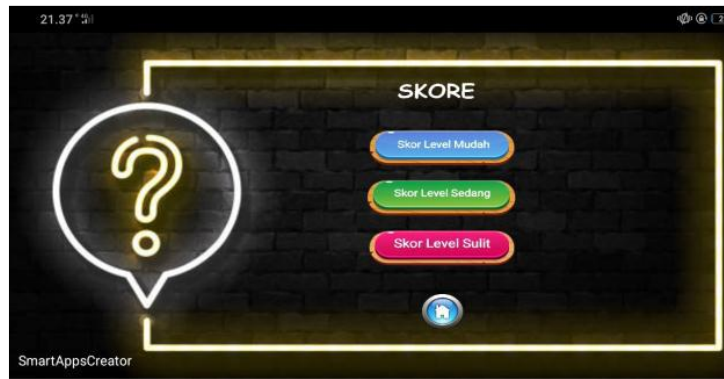 21.37
SKORE
Skor Level Mudah
Skor Level Sedang
Skor Level Sulit
SmartAppsCreator